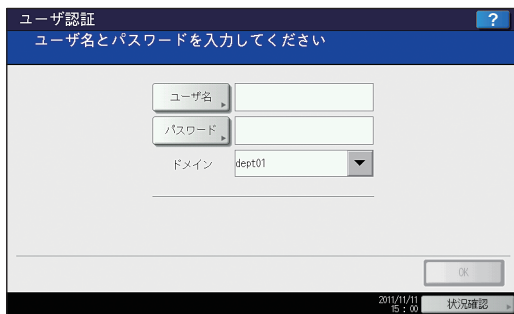 ユーザ認証
?
ユーザ名とパスワードを入力してください
ユーザ名
パスワード
ドメイン dept01
OK
2011/11/11
15 : 00
状況確認